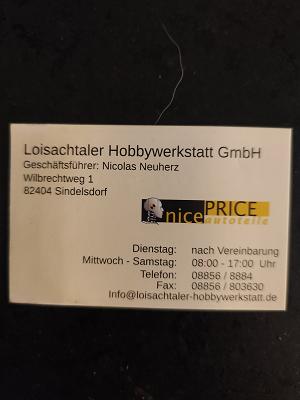 Loisachtaler Hobbywerkstatt GmbH
Geschäftsführer: Nicolas Neuherz
Wilbrechtweg 1
82404 Sindelsdorf
nicePRICE
autoteile
Dienstag: nach Vereinbarung
Mittwoch - Samstag: 08:00 - 17:00 Uhr
Telefon: 08856 / 8884
Fax: 08856 / 803630
Info@loisachtaler-hobbywerkstatt.de